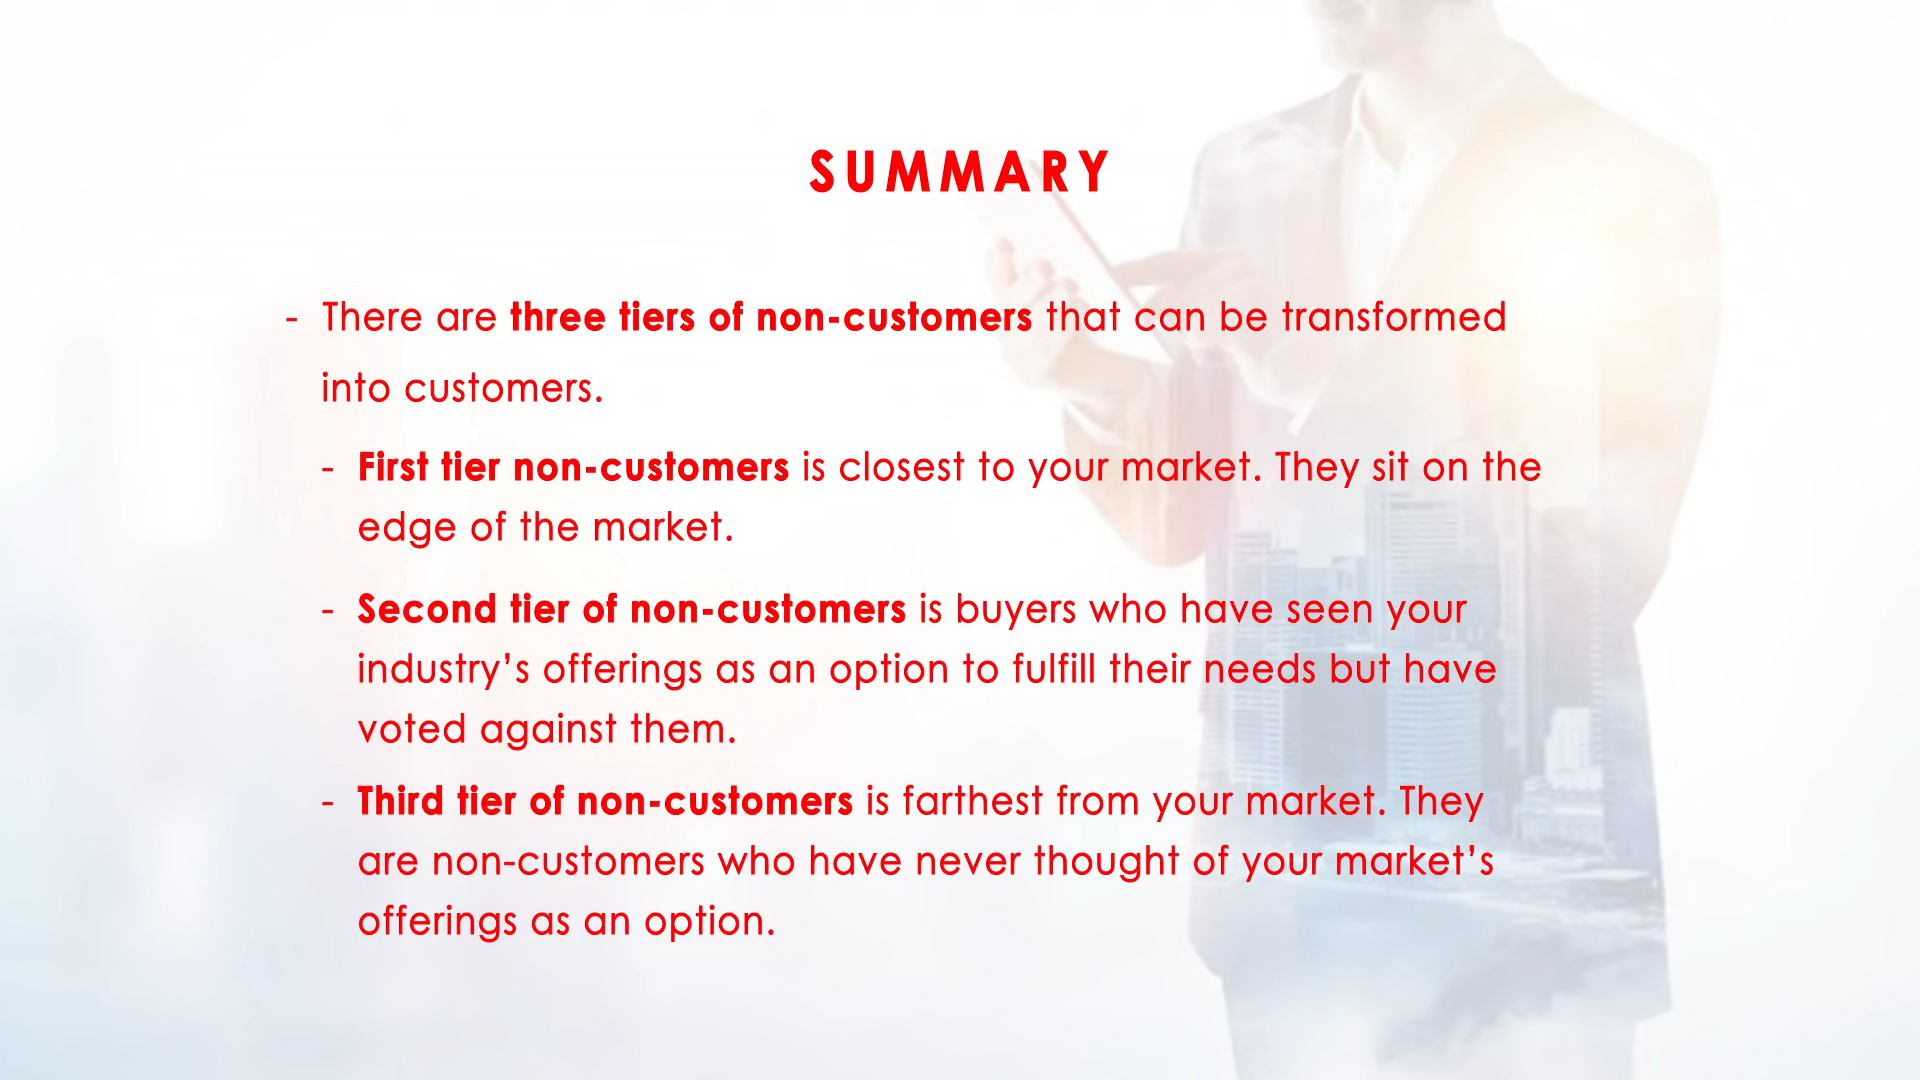 SUMMARY
- There are three tiers of non-customers that can be transformed
into customers.
- First tier non-customers is closest to your market. They sit on the
edge of the market.
- Second tier of non-customers is buyers who have seen your
industry’s offerings as an option to fulfill their needs but have
voted against them.
- Third tier of non-customers is farthest from your market. They
are non-customers who have never thought of your market’s
offerings as an option.